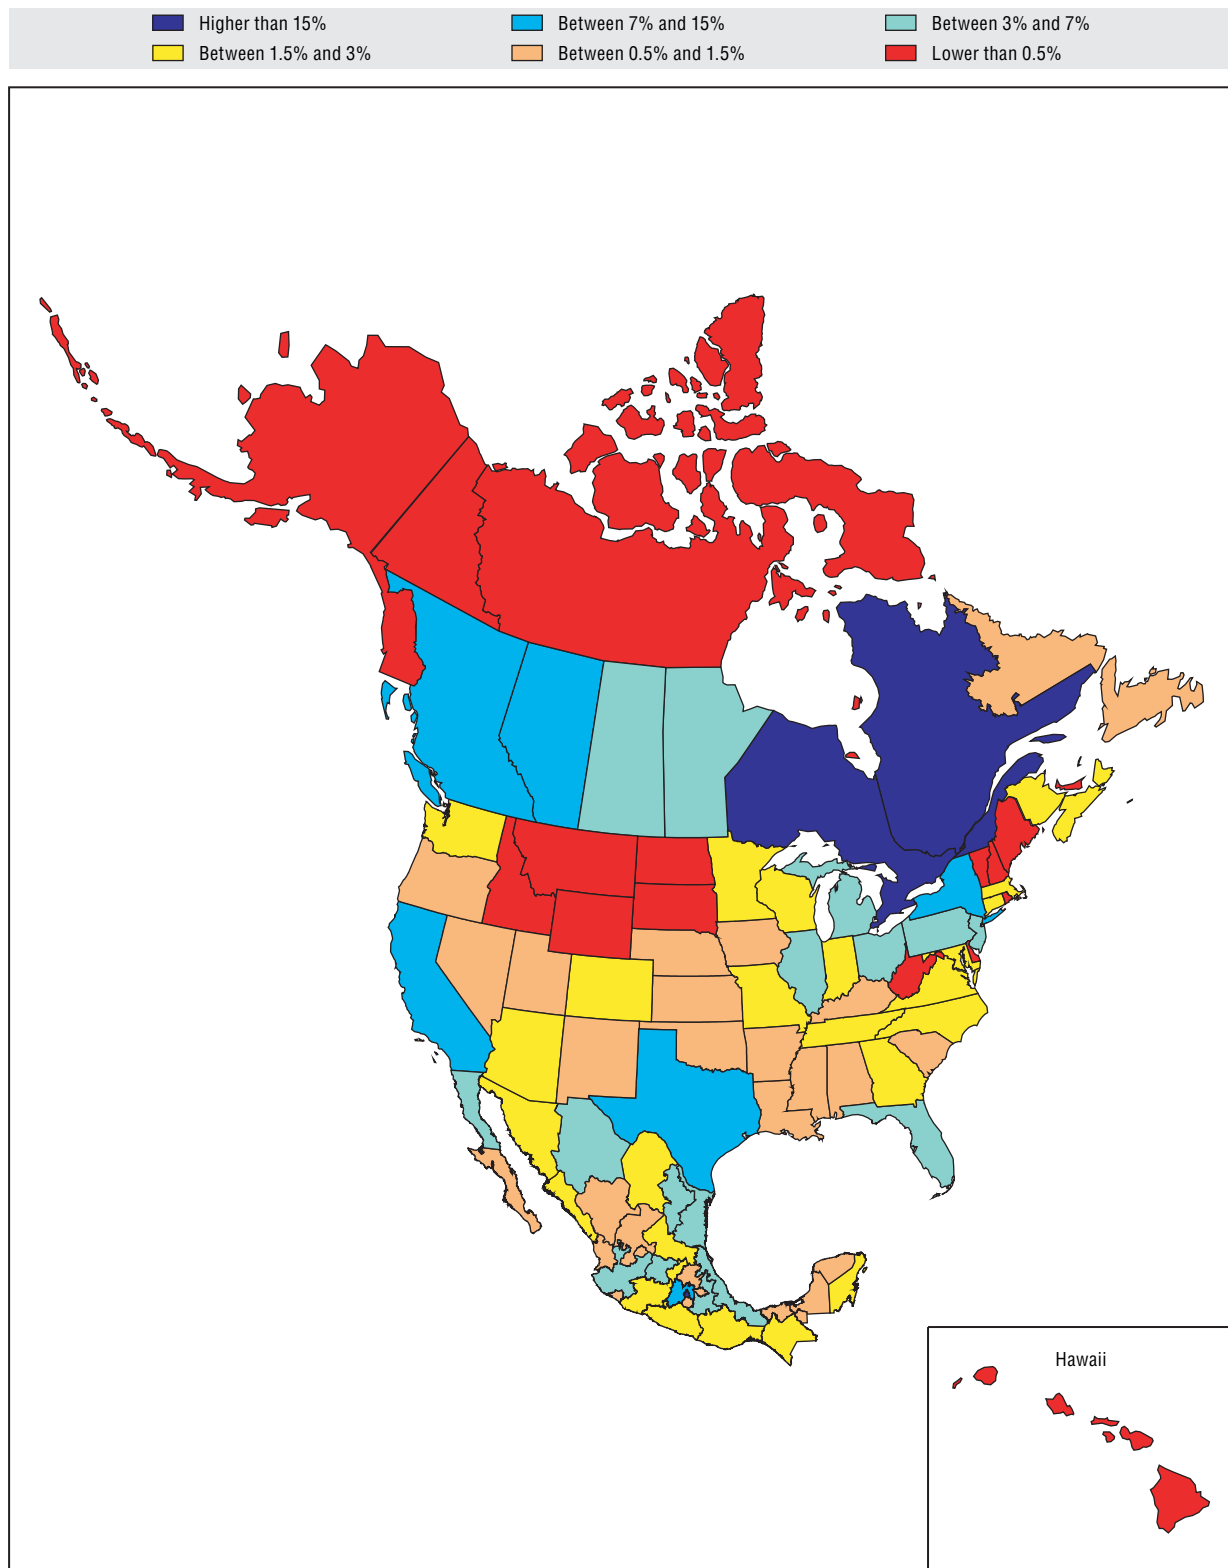 Higher than 15%
Between 7% and 15%
Between 3% and 7%
Between 1.5% and 3%
Between 0.5% and 1.5%
Lower than 0.5%
Hawaii